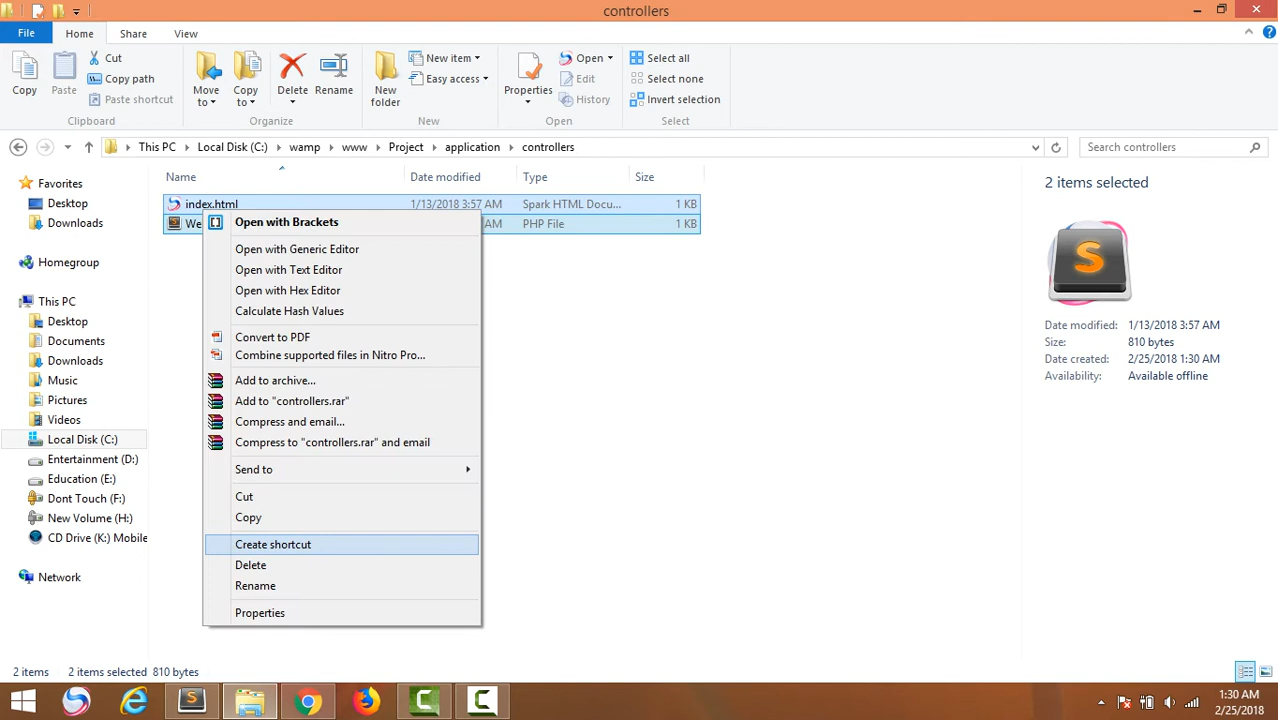 controllers
File Home Share View
Copy
Paste
Cut
Copy path
Paste shortcut
Clipboard
Move to
Copy to
Delete
Rename
Organize
New folder
New item
Easy access
New
Properties
Open
Edit
History
Open
Select all
Select none
Invert selection
Select
This PC Local Disk (C:) wamp www Project application controllers
Search controllers
Name Date modified Type Size
index.html 1/13/2018 3:57 AM Spark HTML Docu... 1 KB
We AM PHP File 1 KB
Favorites
Desktop
Downloads
Homegroup
This PC
Desktop
Documents
Downloads
Music
Pictures
Videos
Local Disk (C:)
Entertainment (D:)
Education (E:)
Dont Touch (F:)
New Volume (H:)
CD Drive (K:) Mobile
Network
Open with Brackets
Open with Generic Editor
Open with Text Editor
Open with Hex Editor
Calculate Hash Values
Convert to PDF
Combine supported files in Nitro Pro...
Add to archive...
Add to "controllers.rar"
Compress and email...
Compress to "controllers.rar" and email
Send to
Cut
Copy
Create shortcut
Delete
Rename
Properties
2 items selected
S
Date modified: 1/13/2018 3:57 AM
Size: 810 bytes
Date created: 2/25/2018 1:30 AM
Availability: Available offline
2 items 2 items selected 810 bytes
1:30 AM
2/25/2018